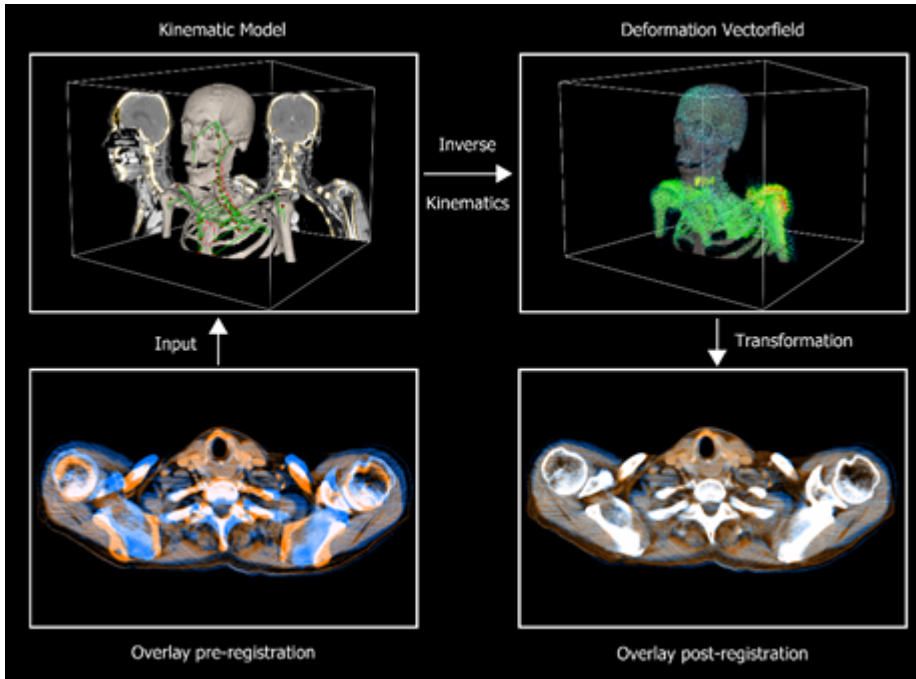 Kinematic Model
Deformation Vectorfield
Inverse
Kinematics
Input
Transformation
Overlay pre-registration
Overlay post-registration